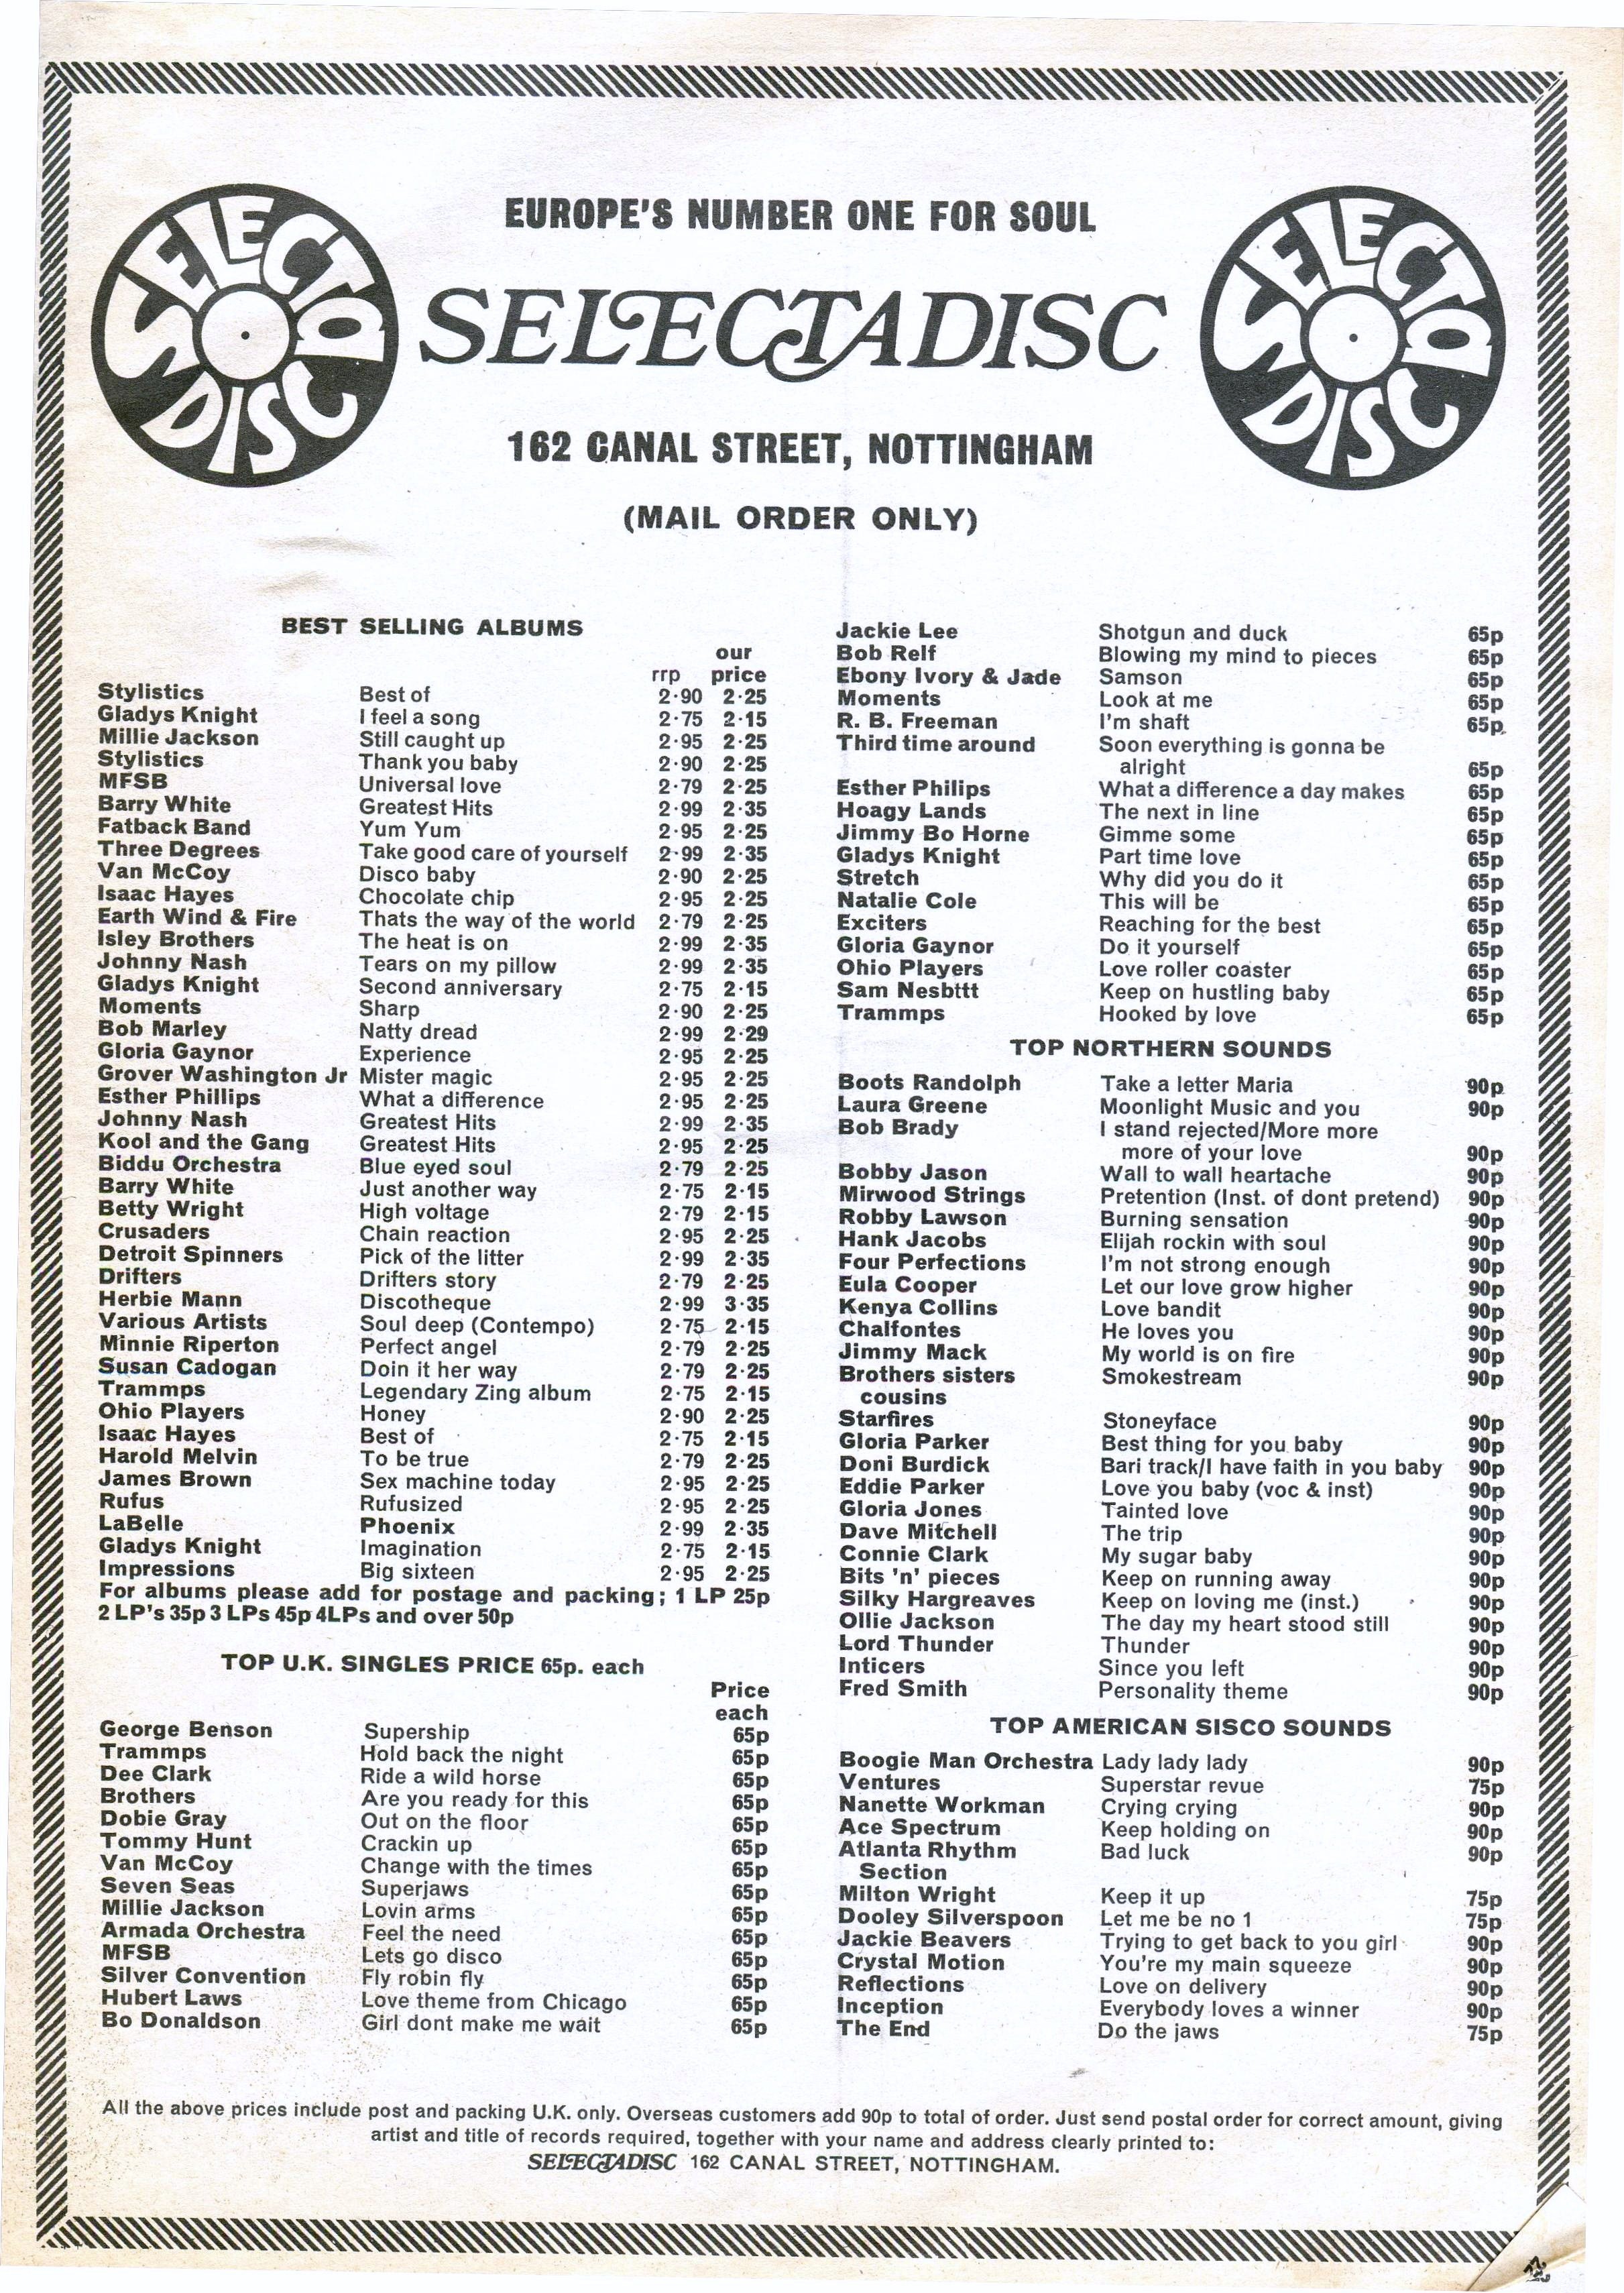 EUROPE'S NUMBER ONE FOR SOUL
SELECTA DISC
SELECTADISC
SELECTA DISC
162 CANAL STREET, NOTTINGHAM
(MAIL ORDER ONLY)
BEST SELLING ALBUMS
our
rrp price
Stylistics Best of 2·90 2·25
Gladys Knight I feel a song 2·75 2·15
Millie Jackson Still caught up 2·95 2·25
Stylistics Thank you baby 2·90 2·25
MFSB Universal love 2·79 2·25
Barry White Greatest Hits 2·99 2·35
Fatback Band Yum Yum 2·95 2·25
Three Degrees Take good care of yourself 2·99 2·35
Van McCoy Disco baby 2·90 2·25
Isaac Hayes Chocolate chip 2·95 2·25
Earth Wind & Fire Thats the way of the world 2·79 2·25
Isley Brothers The heat is on 2·99 2·35
Johnny Nash Tears on my pillow 2·99 2·35
Gladys Knight Second anniversary 2·75 2·15
Moments Sharp 2·90 2·25
Bob Marley Natty dread 2·99 2·29
Gloria Gaynor Experience 2·95 2·25
Grover Washington Jr Mister magic 2·95 2·25
Esther Phillips What a difference 2·95 2·25
Johnny Nash Greatest Hits 2·99 2·35
Kool and the Gang Greatest Hits 2·95 2·25
Biddu Orchestra Blue eyed soul 2·79 2·25
Barry White Just another way 2·75 2·15
Betty Wright High voltage 2·79 2·15
Crusaders Chain reaction 2·95 2·25
Detroit Spinners Pick of the litter 2·99 2·35
Drifters Drifters story 2·79 2·25
Herbie Mann Discotheque 2·99 3·35
Various Artists Soul deep (Contempo) 2·75 2·15
Minnie Riperton Perfect angel 2·79 2·25
Susan Cadogan Doin it her way 2·79 2·25
Trammps Legendary Zing album 2·75 2·15
Ohio Players Honey 2·90 2·25
Isaac Hayes Best of 2·75 2·15
Harold Melvin To be true 2·79 2·25
James Brown Sex machine today 2·95 2·25
Rufus Rufusized 2·95 2·25
LaBelle Phoenix 2·99 2·35
Gladys Knight Imagination 2·75 2·15
Impressions Big sixteen 2·95 2·25
For albums please add for postage and packing; 1 LP 25p
2 LP's 35p 3 LPs 45p 4LPs and over 50p
TOP U.K. SINGLES PRICE 65p. each
Price
each
George Benson Supership 65p
Trammps Hold back the night 65p
Dee Clark Ride a wild horse 65p
Brothers Are you ready for this 65p
Dobie Gray Out on the floor 65p
Tommy Hunt Crackin up 65p
Van McCoy Change with the times 65p
Seven Seas Superjaws 65p
Millie Jackson Lovin arms 65p
Armada Orchestra Feel the need 65p
MFSB Lets go disco 65p
Silver Convention Fly robin fly 65p
Hubert Laws Love theme from Chicago 65p
Bo Donaldson Girl dont make me wait 65p
Jackie Lee Shotgun and duck 65p
Bob Relf Blowing my mind to pieces 65p
Ebony Ivory & Jade Samson 65p
Moments Look at me 65p
R. B. Freeman I'm shaft 65p.
Third time around Soon everything is gonna be
alright 65p
Esther Philips What a difference a day makes 65p
Hoagy Lands The next in line 65p
Jimmy Bo Horne Gimme some 65p
Gladys Knight Part time love 65p
Stretch Why did you do it 65p
Natalie Cole This will be 65p
Exciters Reaching for the best 65p
Gloria Gaynor Do it yourself 65p
Ohio Players Love roller coaster 65p
Sam Nesbttt Keep on hustling baby 65p
Trammps Hooked by love 65p
TOP NORTHERN SOUNDS
Boots Randolph Take a letter Maria 90p
Laura Greene Moonlight Music and you 90p
Bob Brady I stand rejected/More more
more of your love 90p
Bobby Jason Wall to wall heartache 90p
Mirwood Strings Pretention (Inst. of dont pretend) 90p
Robby Lawson Burning sensation 90p
Hank Jacobs Elijah rockin with soul 90p
Four Perfections I'm not strong enough 90p
Eula Cooper Let our love grow higher 90p
Kenya Collins Love bandit 90p
Chalfontes He loves you 90p
Jimmy Mack My world is on fire 90p
Brothers sisters Smokestream 90p
cousins
Starfires Stoneyface 90p
Gloria Parker Best thing for you baby 90p
Doni Burdick Bari track/I have faith in you baby 90p
Eddie Parker Love you baby (voc & inst) 90p
Gloria Jones Tainted love 90p
Dave Mitchell The trip 90p
Connie Clark My sugar baby 90p
Bits 'n' pieces Keep on running away 90p
Silky Hargreaves Keep on loving me (inst.) 90p
Ollie Jackson The day my heart stood still 90p
Lord Thunder Thunder 90p
Inticers Since you left 90p
Fred Smith Personality theme 90p
TOP AMERICAN SISCO SOUNDS
Boogie Man Orchestra Lady lady lady 90p
Ventures Superstar revue 75p
Nanette Workman Crying crying 90p
Ace Spectrum Keep holding on 90p
Atlanta Rhythm Bad luck 90p
Section
Milton Wright Keep it up 75p
Dooley Silverspoon Let me be no 1 75p
Jackie Beavers Trying to get back to you girl 90p
Crystal Motion You're my main squeeze 90p
Reflections Love on delivery 90p
Inception Everybody loves a winner 90p
The End Do the jaws 75p
All the above prices include post and packing U.K. only. Overseas customers add 90p to total of order. Just send postal order for correct amount, giving
artist and title of records required, together with your name and address clearly printed to:
SELECTADISC 162 CANAL STREET, NOTTINGHAM.